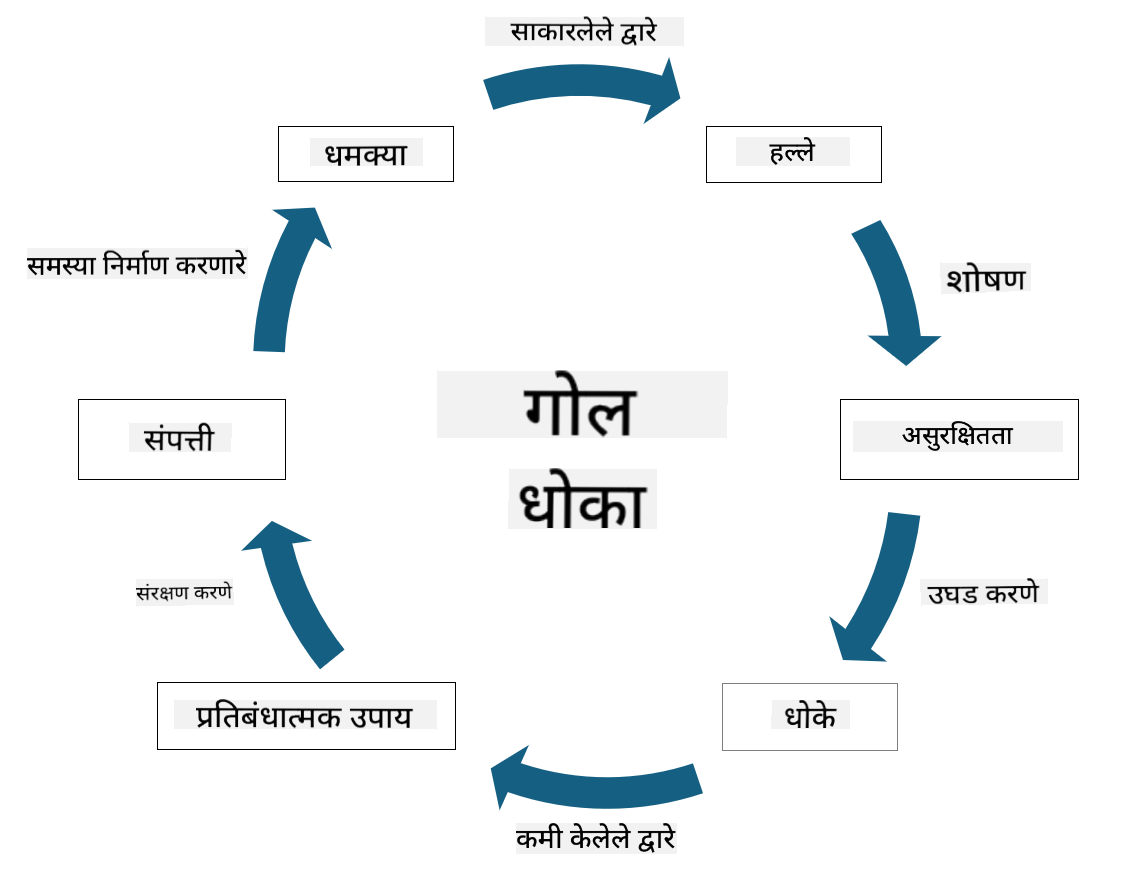 साकारलेले द्वारे
धमक्या
हल्ले
समस्या निर्माण करणारे
शोषण
गोल
धोका
संपत्ती
असुरक्षितता
संरक्षण करणे
उघड करणे
प्रतिबंधात्मक उपाय
धोके
कमी केलेले द्वारे